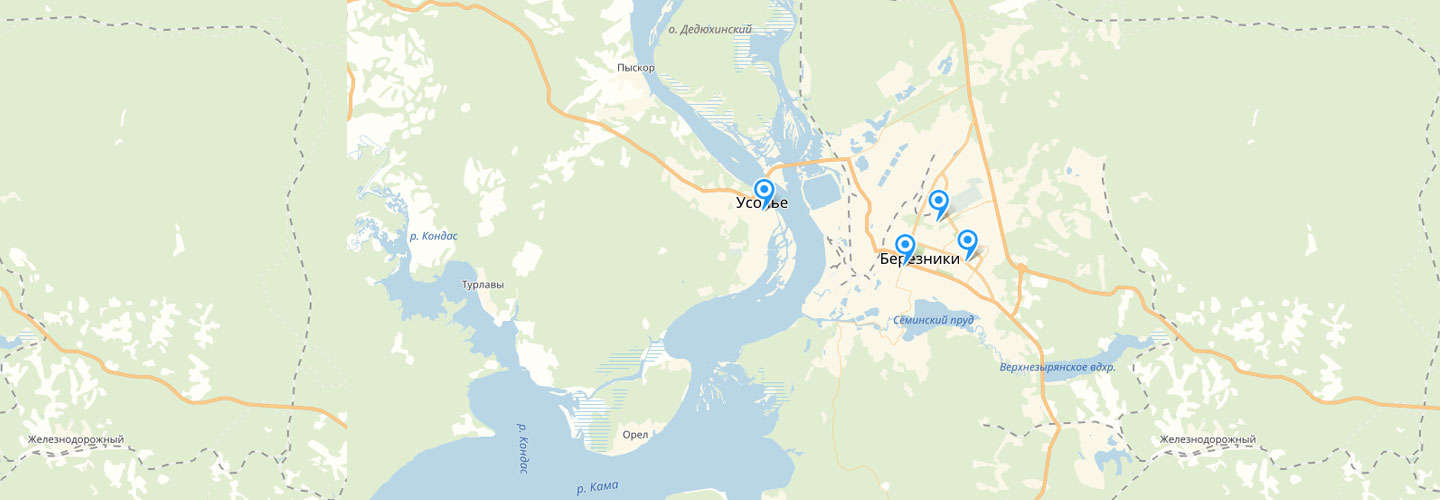 о. Дедюхинский
Пыскор
Усолье
р. Кондас
Березники
Турлавы
Семинский пруд
Верхнезырянское вдхр.
Железнодорожный
Орел
Железнодорожный
р. Кондас
р. Кама